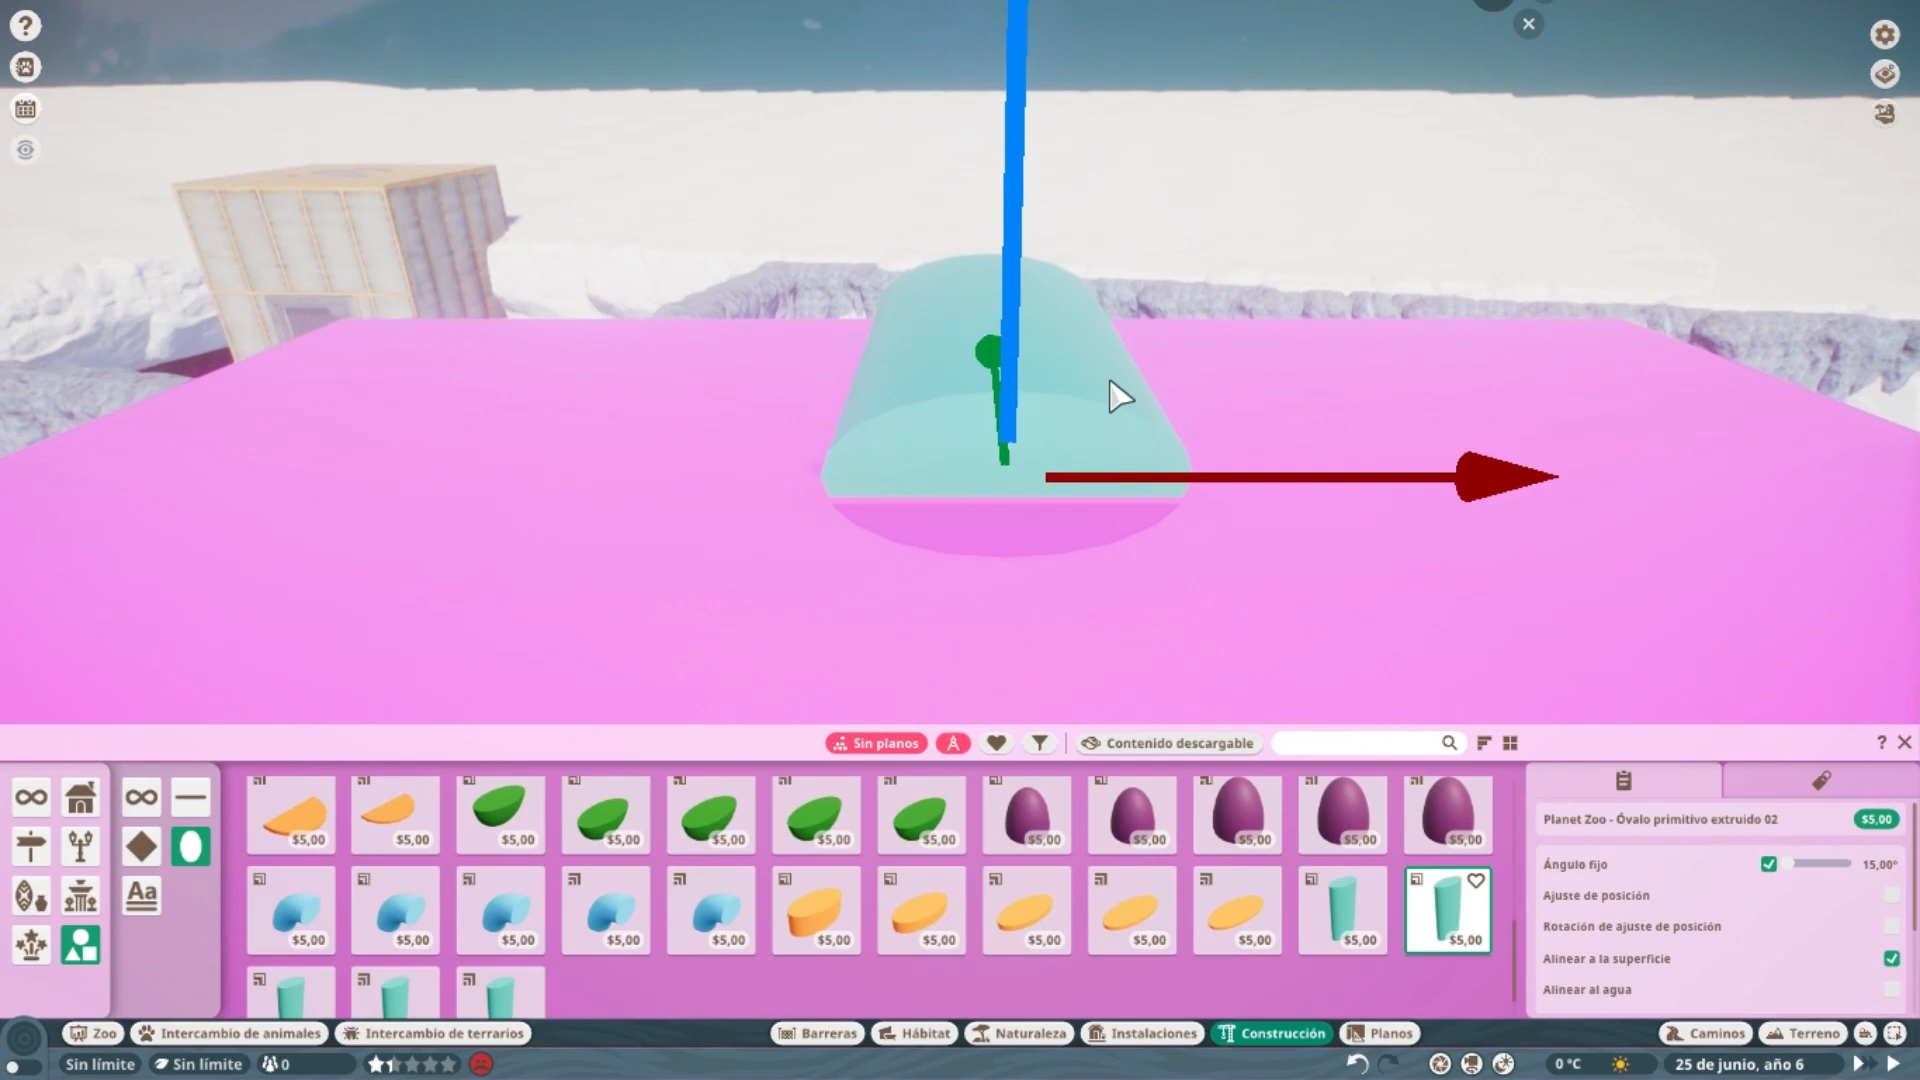 Sin planos
Contenido descargable
Aa
$5,00 $5,00 $5,00 $5,00 $5,00 $5,00 $5,00 $5,00 $5,00 $5,00 $5,00 $5,00
$5,00 $5,00 $5,00 $5,00 $5,00 $5,00 $5,00 $5,00 $5,00 $5,00 $5,00 $5,00
Planet Zoo - Óvalo primitivo extruido 02 $5,00
Ángulo fijo 15,00°
Ajuste de posición
Rotación de ajuste de posición
Alinear a la superficie
Alinear al agua
Zoo Intercambio de animales Intercambio de terrarios Barreras Hábitat Naturaleza Instalaciones Construcción Planos Caminos Terreno
Sin límite Sin límite 0 0 °C 25 de junio, año 6